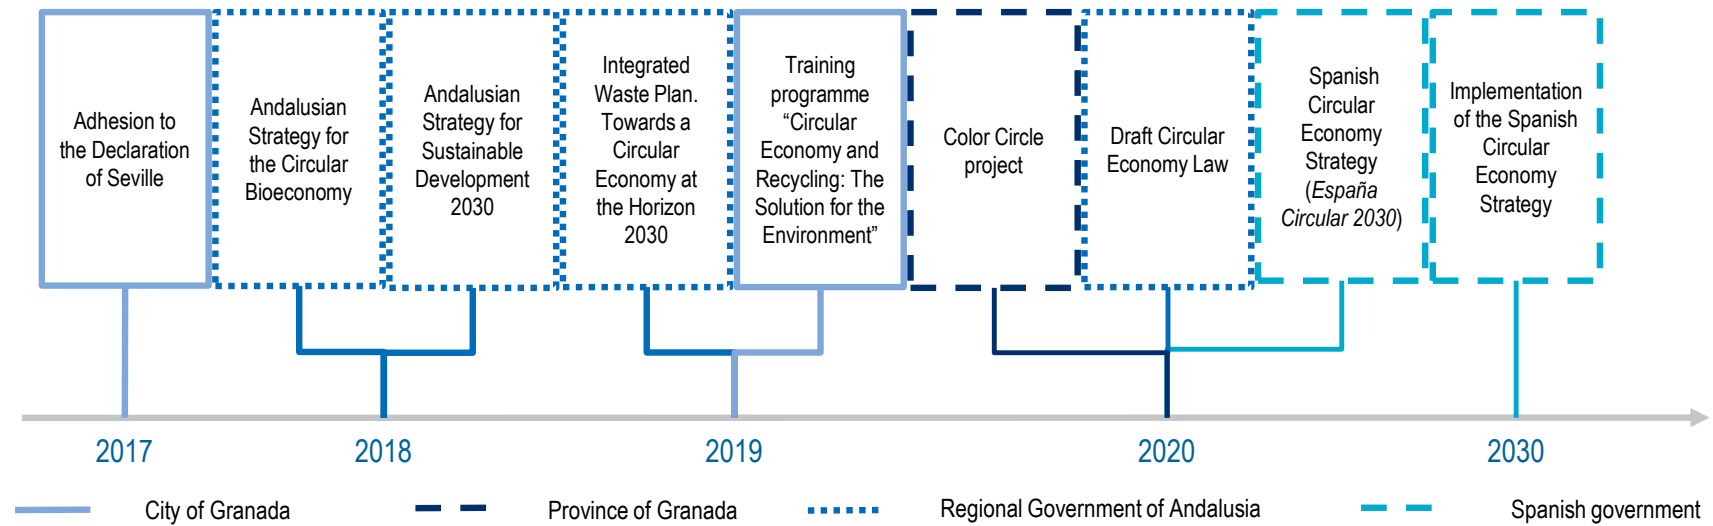 Adhesion to
the Declaration
of Seville
Andalusian
Strategy for
the Circular
Bioeconomy
Andalusian
Strategy for
Sustainable
Development
2030
Integrated
Waste Plan.
Towards a
Circular
Economy at
the Horizon
2030
Training
programme
“Circular
Economy and
Recycling: The
Solution for the
Environment”
Color Circle
project
Draft Circular
Economy Law
Spanish
Circular
Economy
Strategy
(España
Circular 2030)
Implementation
of the Spanish
Circular
Economy
Strategy
2017
2018
2019
2020
2030
City of Granada
Province of Granada
Regional Government of Andalusia
Spanish government